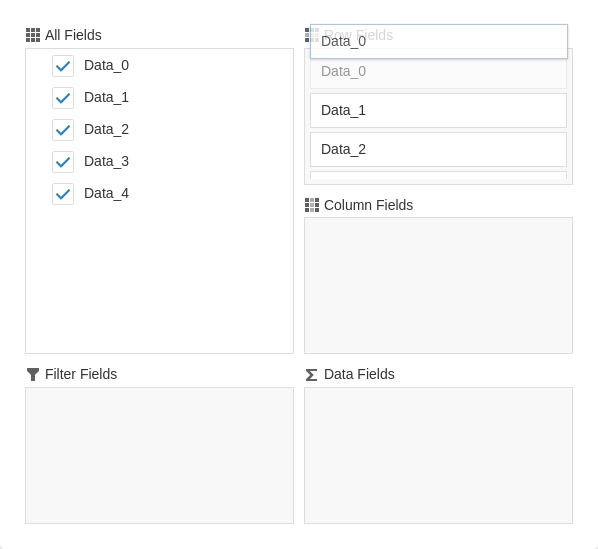 All Fields
Data_0
Data_1
Data_2
Data_3
Data_4
Row Fields
Data_0
Data_0
Data_1
Data_2
Column Fields
Filter Fields
Data Fields